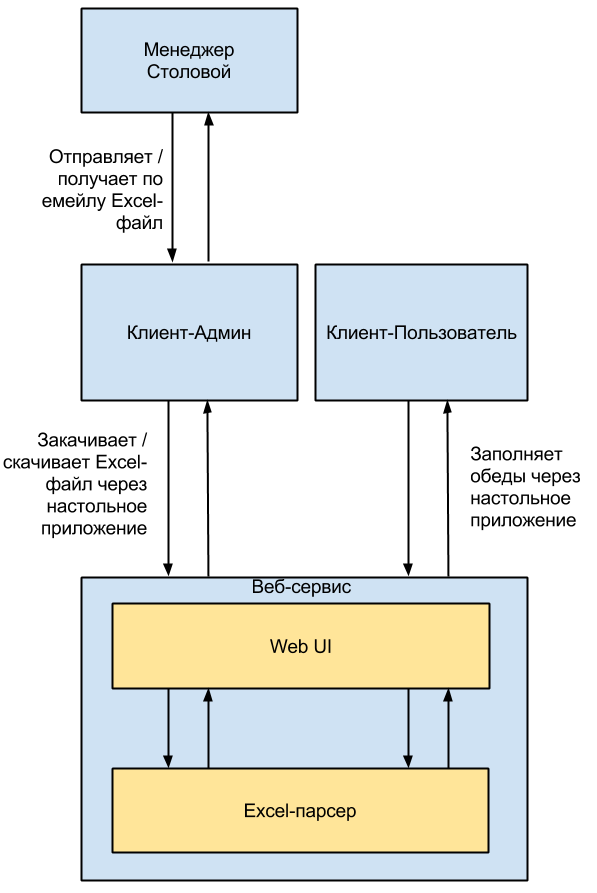 Менеджер
Столовой
Отправляет /
получает по
емейлу Excel-
файл
Клиент-Админ
Клиент-Пользователь
Закачивает /
скачивает Excel-
файл через
настольное
приложение
Заполняет
обеды через
настольное
приложение
Веб-сервис
Web UI
Excel-парсер